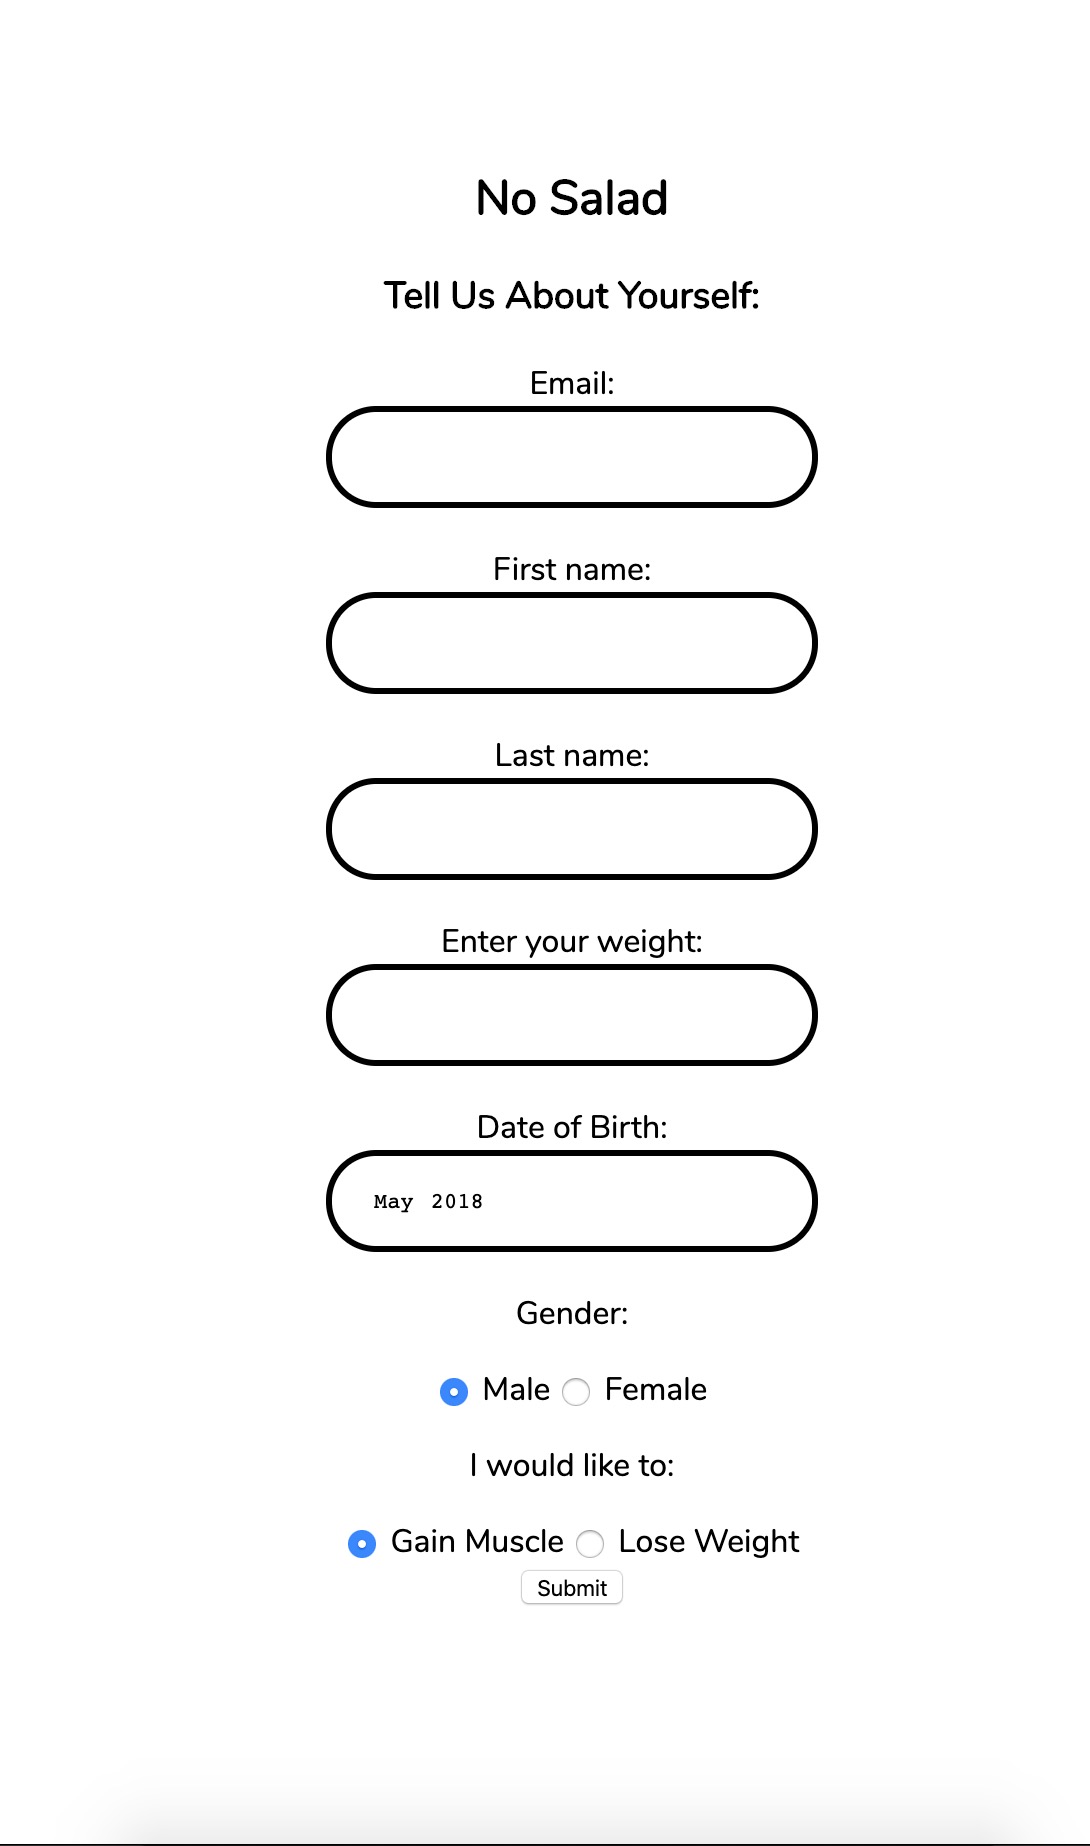 No Salad
Tell Us About Yourself:
Email:
First name:
Last name:
Enter your weight:
Date of Birth:
May 2018
Gender:
Male Female
I would like to:
Gain Muscle Lose Weight
Submit